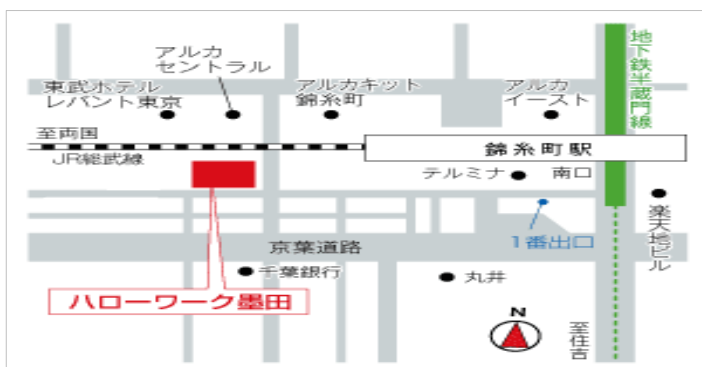 アルカ
セントラル
東武ホテル
レバント東京
アルカキット
錦糸町
アルカ
イースト
地下鉄半蔵門線
至両国
JR総武線
錦糸町駅
テルミナ
南口
楽天地ビル
1番出口
京葉道路
千葉銀行
丸井
ハローワーク墨田
N
至住吉